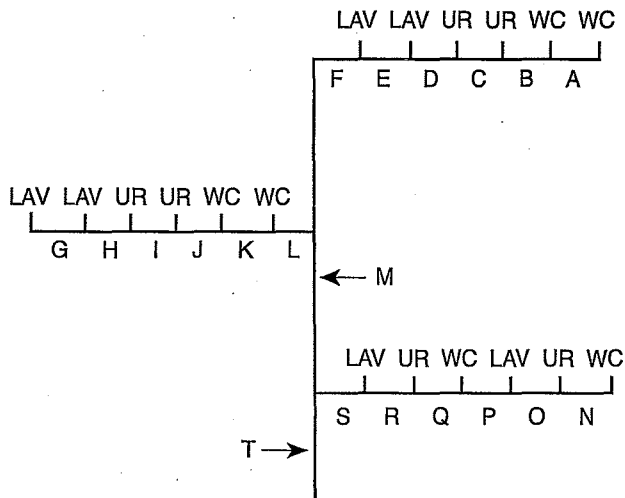 LAV LAV UR UR WC WC
F E D C B A
LAV LAV UR UR WC WC
G H I J K L
M
LAV UR WC LAV UR WC
S R Q P O N
T